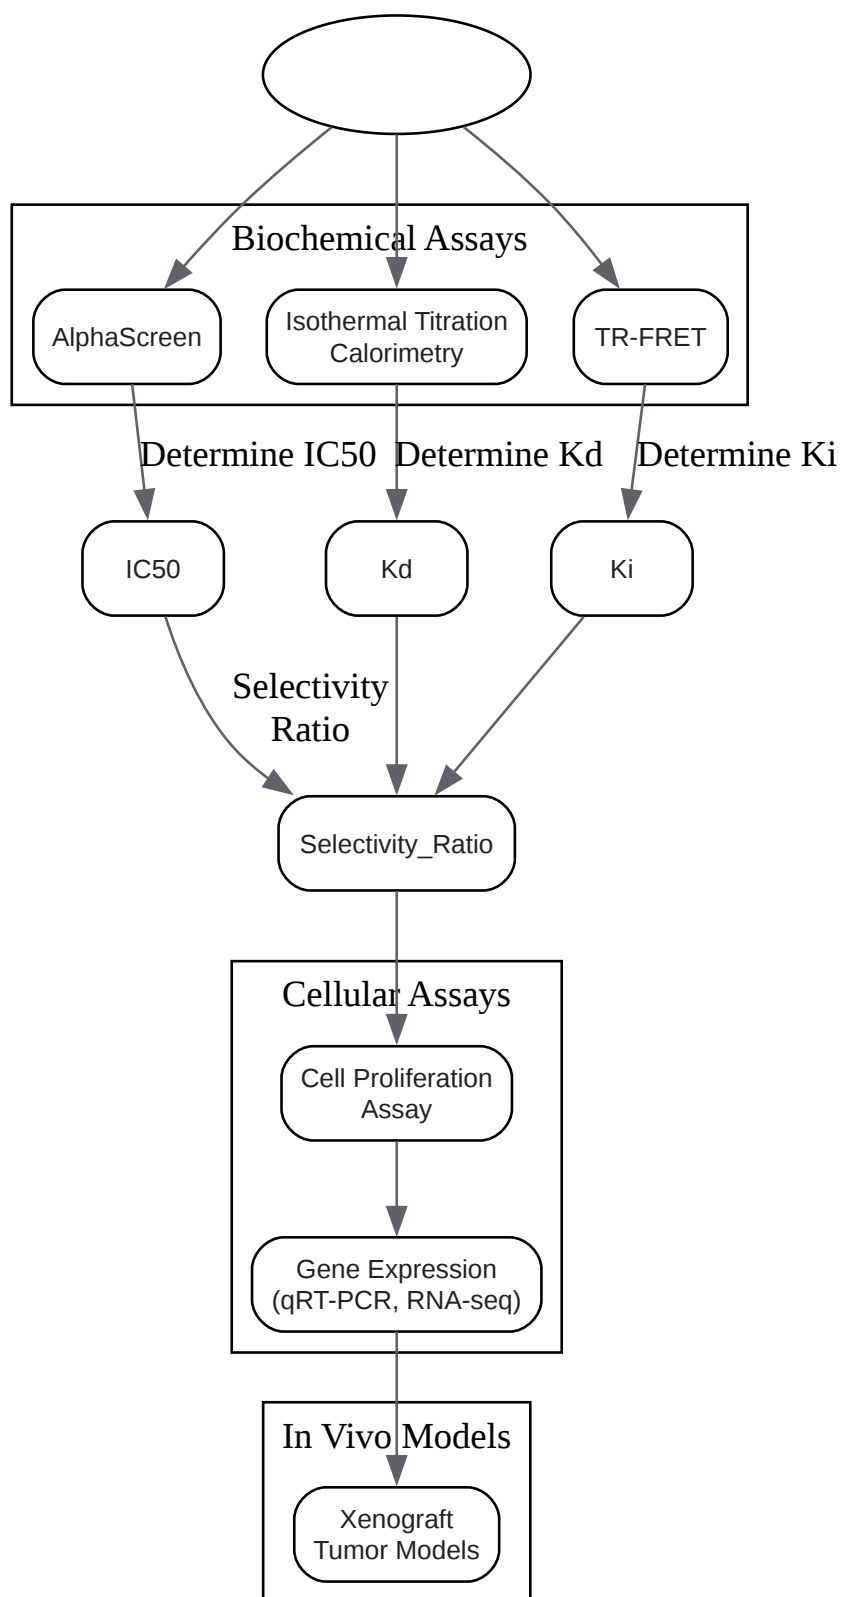 Biochemical Assays
AlphaScreen
Isothermal Titration
Calorimetry
TR-FRET
Determine IC50
Determine Kd
Determine Ki
IC50
Kd
Ki
Selectivity
Ratio
Selectivity_Ratio
Cellular Assays
Cell Proliferation
Assay
Gene Expression
(qRT-PCR, RNA-seq)
In Vivo Models
Xenograft
Tumor Models